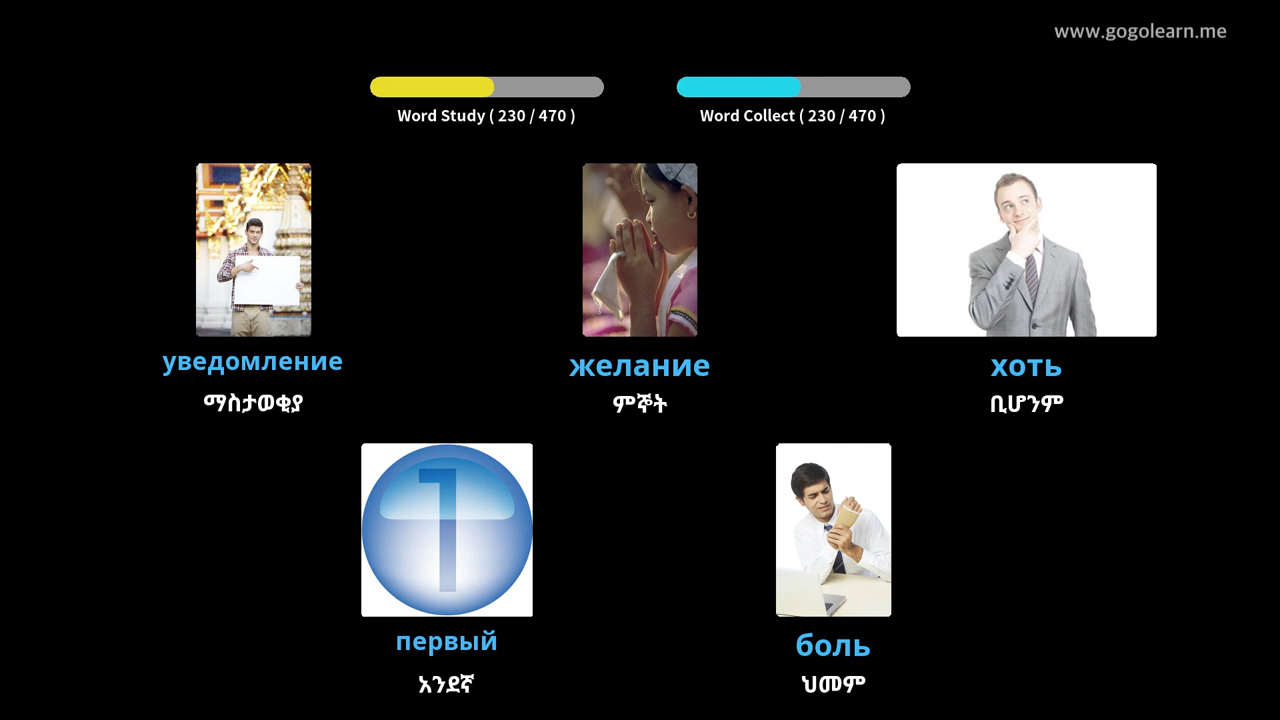 www.gogolearn.me
Word Study ( 230 / 470 )
Word Collect ( 230 / 470 )
уведомление
ማስታወቂያ
желание
ምኞት
хоть
ቢሆንም
1
первый
አንደኛ
боль
ህመም